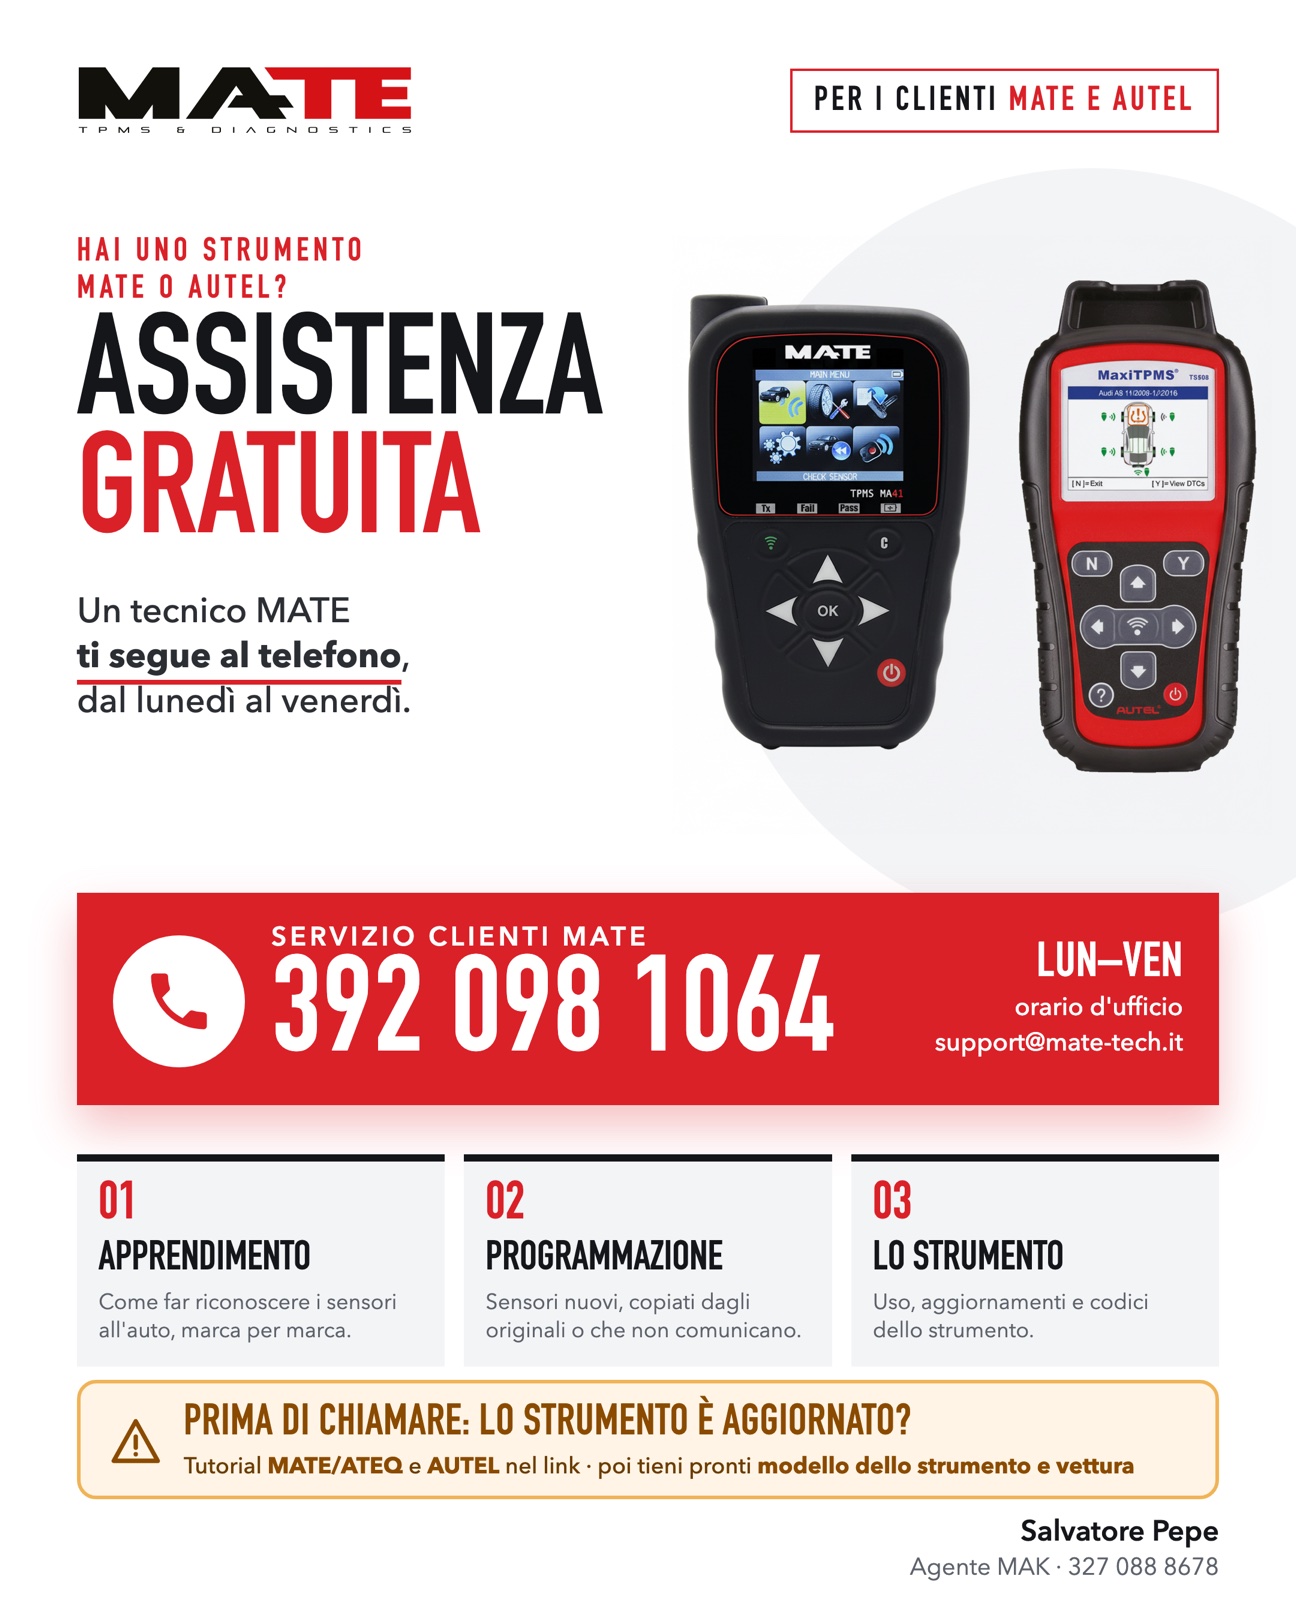 MATE
TPMS & DIAGNOSTICS
PER I CLIENTI MATE E AUTEL
HAI UNO STRUMENTO
MATE O AUTEL?
ASSISTENZA
GRATUITA
Un tecnico MATE
ti segue al telefono,
dal lunedì al venerdì.
MATE
MAIN MENU
CHECK SENSOR
TPMS MA41
Tx Fail Pass
C
OK
MaxiTPMS® TS508
Audi A8 11/2009-12/2016
[ N ]=Exit [ Y ]=View DTCs
N Y
?
AUTEL®
SERVIZIO CLIENTI MATE
392 098 1064
LUN–VEN
orario d'ufficio
support@mate-tech.it
01
APPRENDIMENTO
Come far riconoscere i sensori
all'auto, marca per marca.
02
PROGRAMMAZIONE
Sensori nuovi, copiati dagli
originali o che non comunicano.
03
LO STRUMENTO
Uso, aggiornamenti e codici
dello strumento.
PRIMA DI CHIAMARE: LO STRUMENTO È AGGIORNATO?
Tutorial MATE/ATEQ e AUTEL nel link · poi tieni pronti modello dello strumento e vettura
Salvatore Pepe
Agente MAK · 327 088 8678